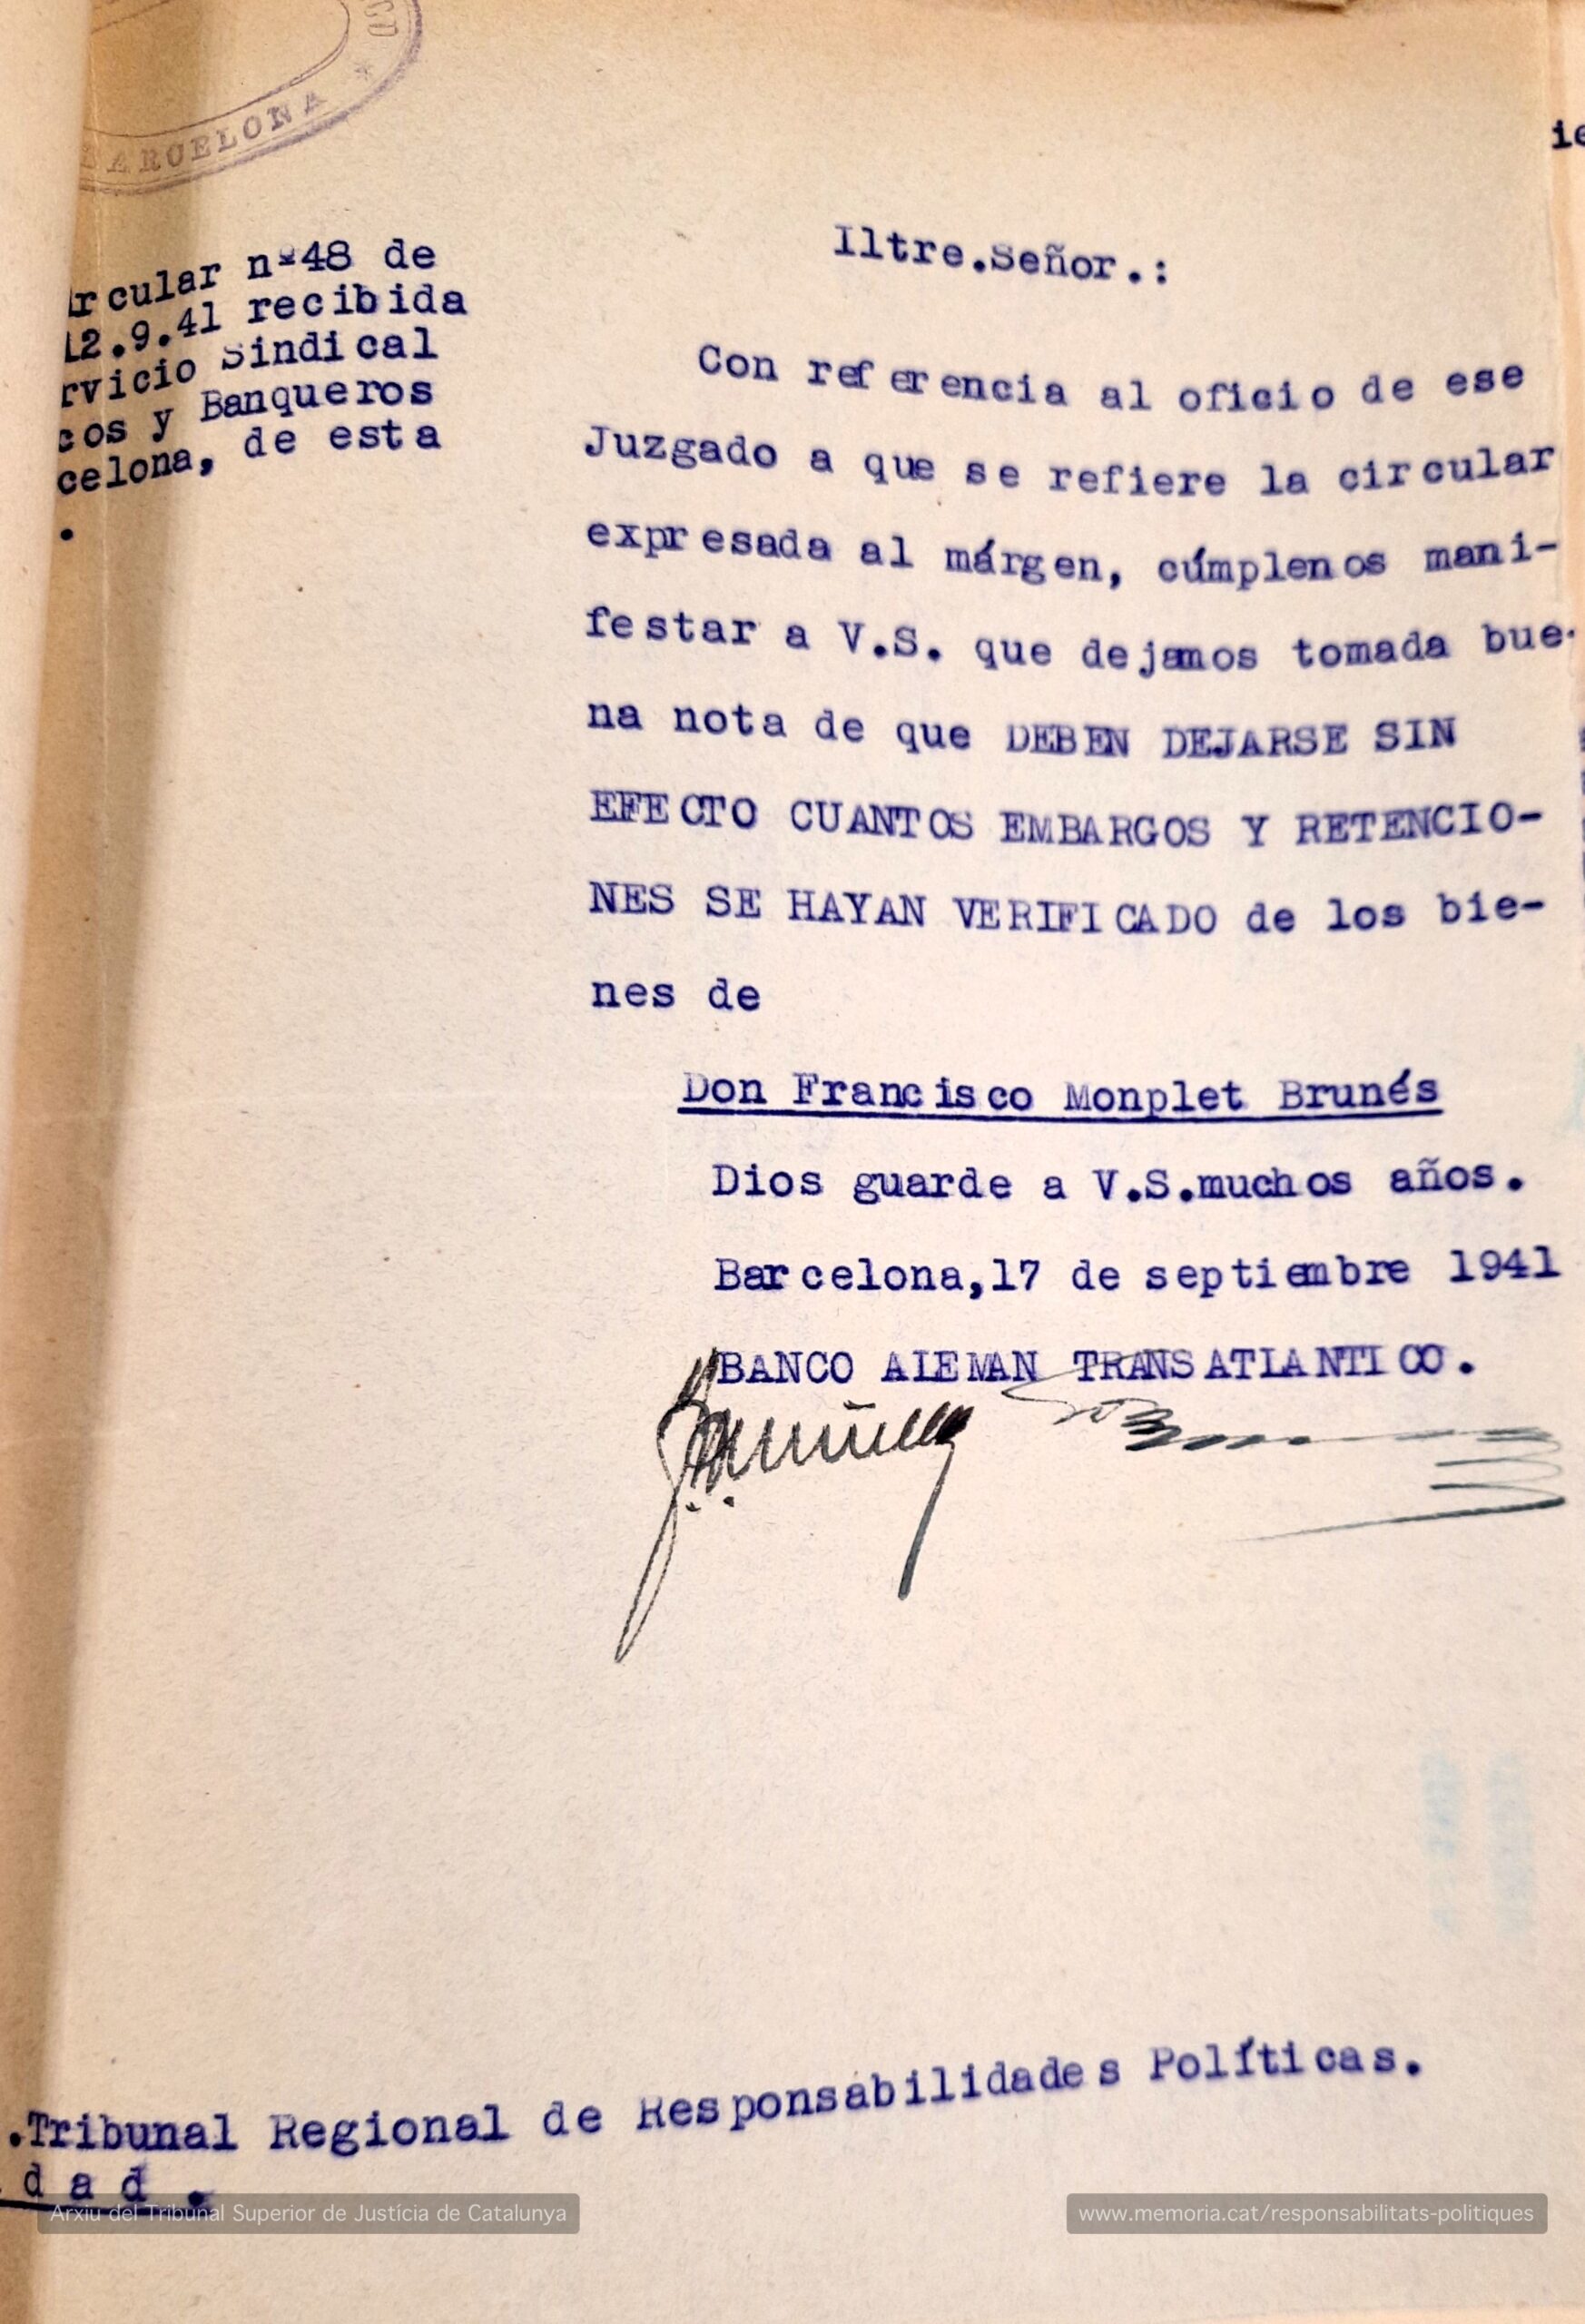 BARCELONA *
ie
rcular nº48 de
12.9.41 recibida
rvicio Sindical
cos y Banqueros
celona, de esta
.
Iltre.Señor.:
Con referencia al oficio de ese
Juzgado a que se refiere la circular
expresada al márgen, cúmplenos mani-
festar a V.S. que dejamos tomada bue-
na nota de que DEBEN DEJARSE SIN
EFECTO CUANTOS EMBARGOS Y RETENCIO-
NES SE HAYAN VERIFICADO de los bie-
nes de
Don Francisco Monplet Brunés
Dios guarde a V.S.muchos años.
Barcelona,17 de septiembre 1941
BANCO ALEMAN TRANSATLANTICO.
.Tribunal Regional de Responsabilidades Políticas.
dad.
Arxiu del Tribunal Superior de Justícia de Catalunya
www.memoria.cat/responsabilitats-politiques